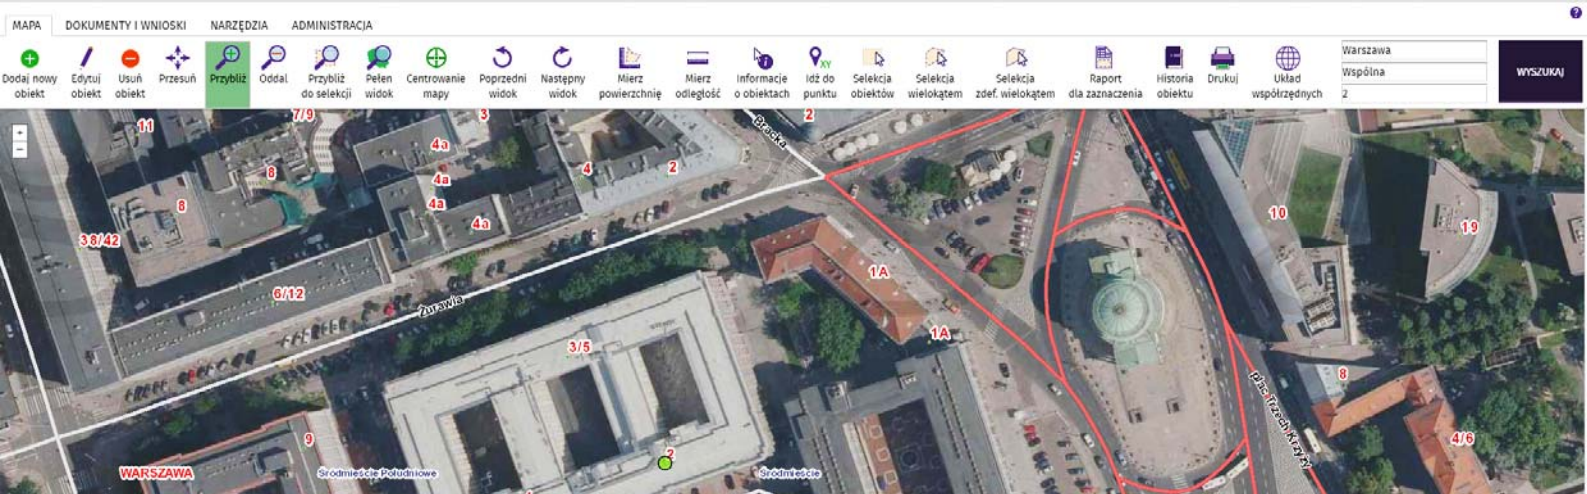 MAPA DOKUMENTY I WNIOSKI NARZĘDZIA ADMINISTRACJA ?
Dodaj nowy obiekt
Edytuj obiekt
Usuń obiekt
Przesuń
Przybliż
Oddal
Przybliż do selekcji
Pełen widok
Centrowanie mapy
Poprzedni widok
Następny widok
Mierz powierzchnię
Mierz odległość
Informacje o obiektach
XY
Idź do punktu
Selekcja obiektów
Selekcja wielokątem
Selekcja zdef. wielokątem
Raport dla zaznaczenia
Historia obiektu
Drukuj
Układ współrzędnych
Warszawa
Wspólna
2
WYSZUKAJ
+
−
11
7/9
3
2
Bracka
4a
8
4
2
4a
8
4a
4a
10
19
38/42
1A
6/12
Żurawia
1A
3/5
8
plac Trzech Krzyży
9
4/6
2
WARSZAWA
Śródmieście Południowe
Śródmieście